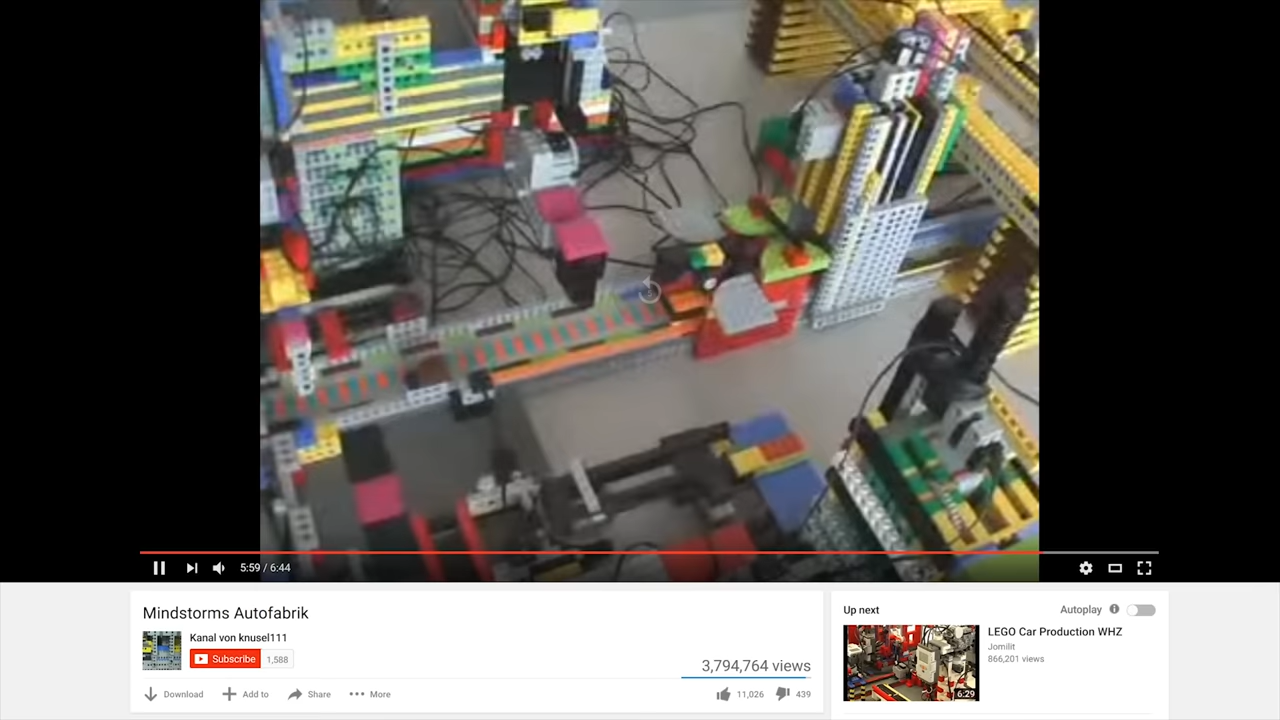 5:59 / 6:44
Mindstorms Autofabrik
Kanal von knusel111
Subscribe 1,588
3,794,764 views
Download Add to Share More 11,026 439
Up next Autoplay
LEGO Car Production WHZ
Jomilit
866,201 views
6:29